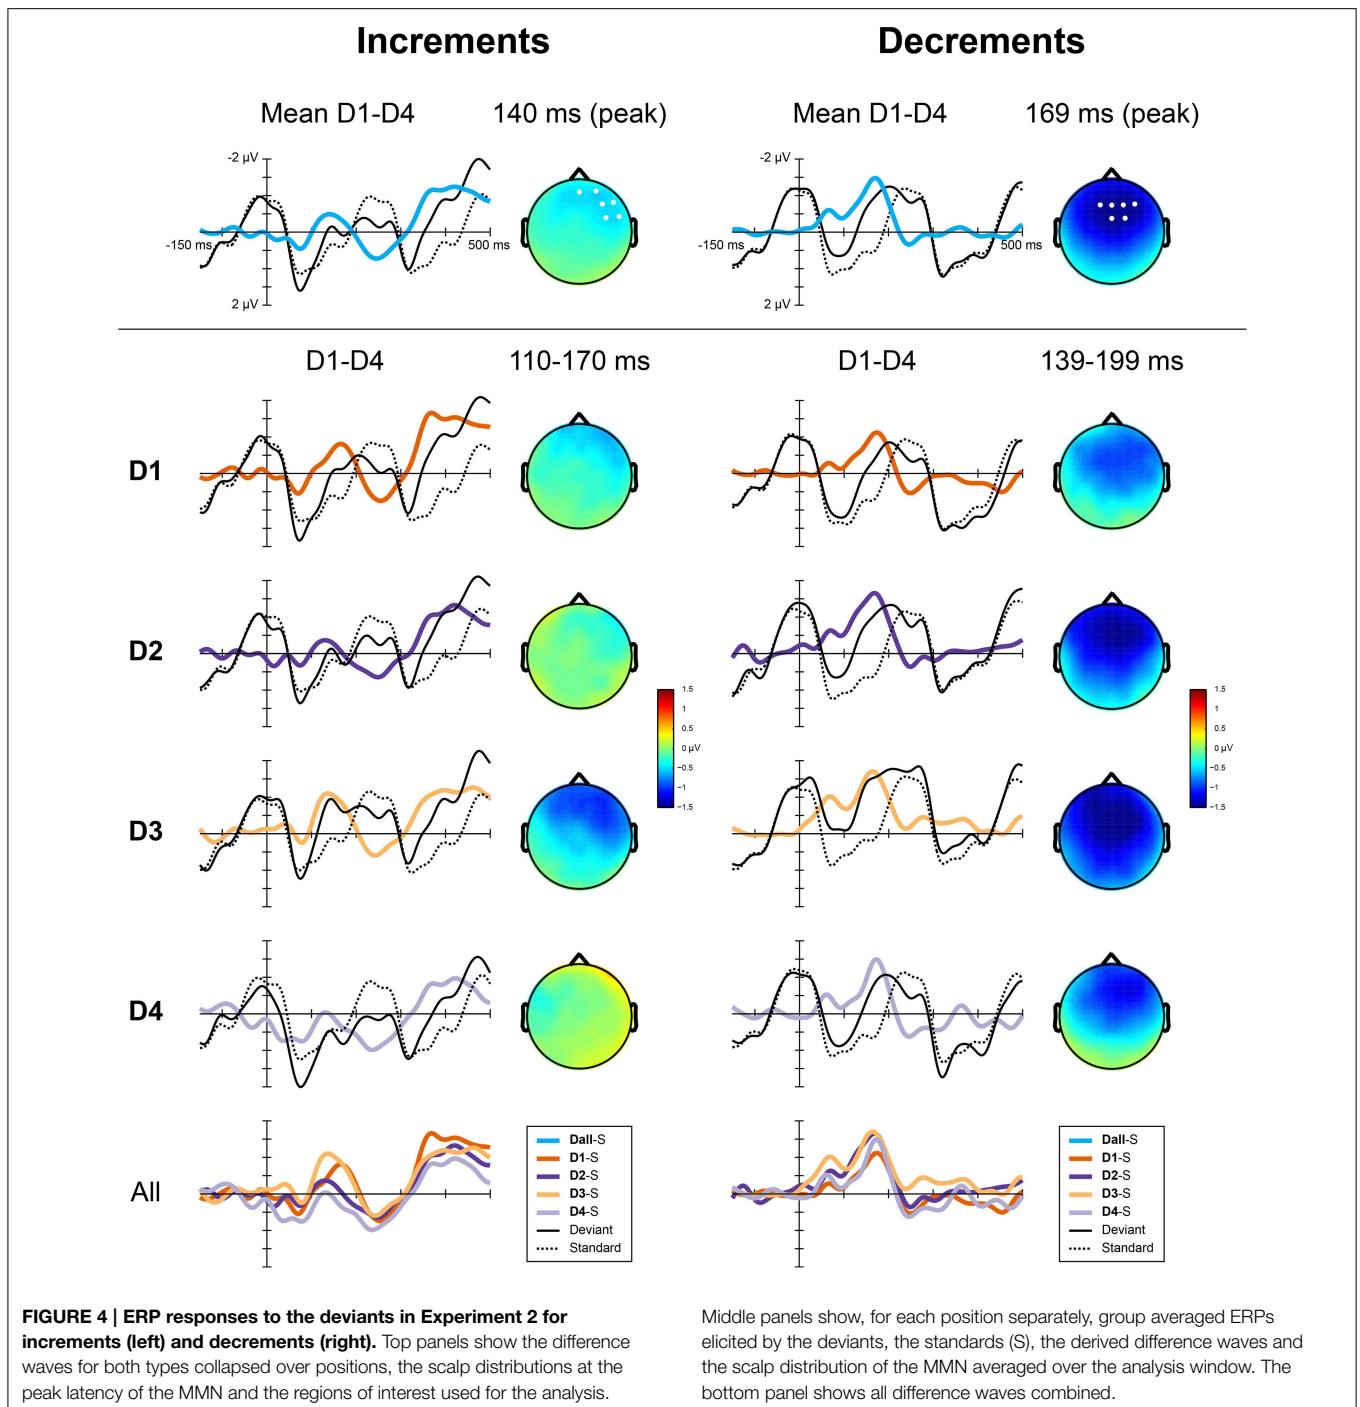 Increments
Decrements
Mean D1-D4
140 ms (peak)
Mean D1-D4
169 ms (peak)
-2 µV
-150 ms
500 ms
2 µV
-2 µV
-150 ms
500 ms
2 µV
D1-D4
110-170 ms
D1-D4
139-199 ms
D1
D2
1.5
1
0.5
0 µV
−0.5
−1
−1.5
1.5
1
0.5
0 µV
−0.5
−1
−1.5
D3
D4
All
Dall-S
D1-S
D2-S
D3-S
D4-S
Deviant
Standard
Dall-S
D1-S
D2-S
D3-S
D4-S
Deviant
Standard
FIGURE 4 | ERP responses to the deviants in Experiment 2 for
increments (left) and decrements (right). Top panels show the difference
waves for both types collapsed over positions, the scalp distributions at the
peak latency of the MMN and the regions of interest used for the analysis.
Middle panels show, for each position separately, group averaged ERPs
elicited by the deviants, the standards (S), the derived difference waves and
the scalp distribution of the MMN averaged over the analysis window. The
bottom panel shows all difference waves combined.